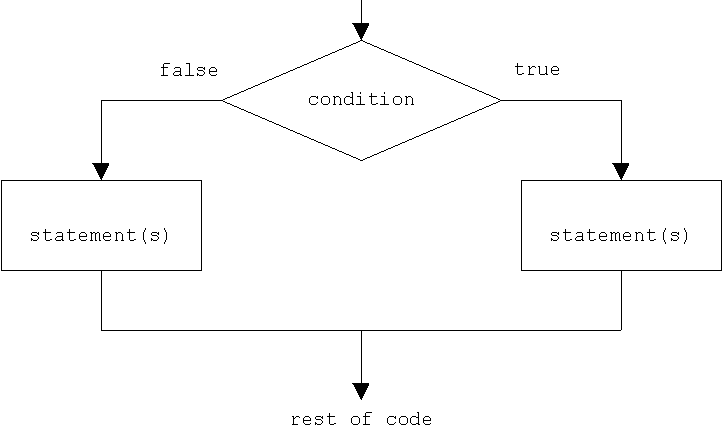 false
true
condition
statement(s)
statement(s)
rest of code